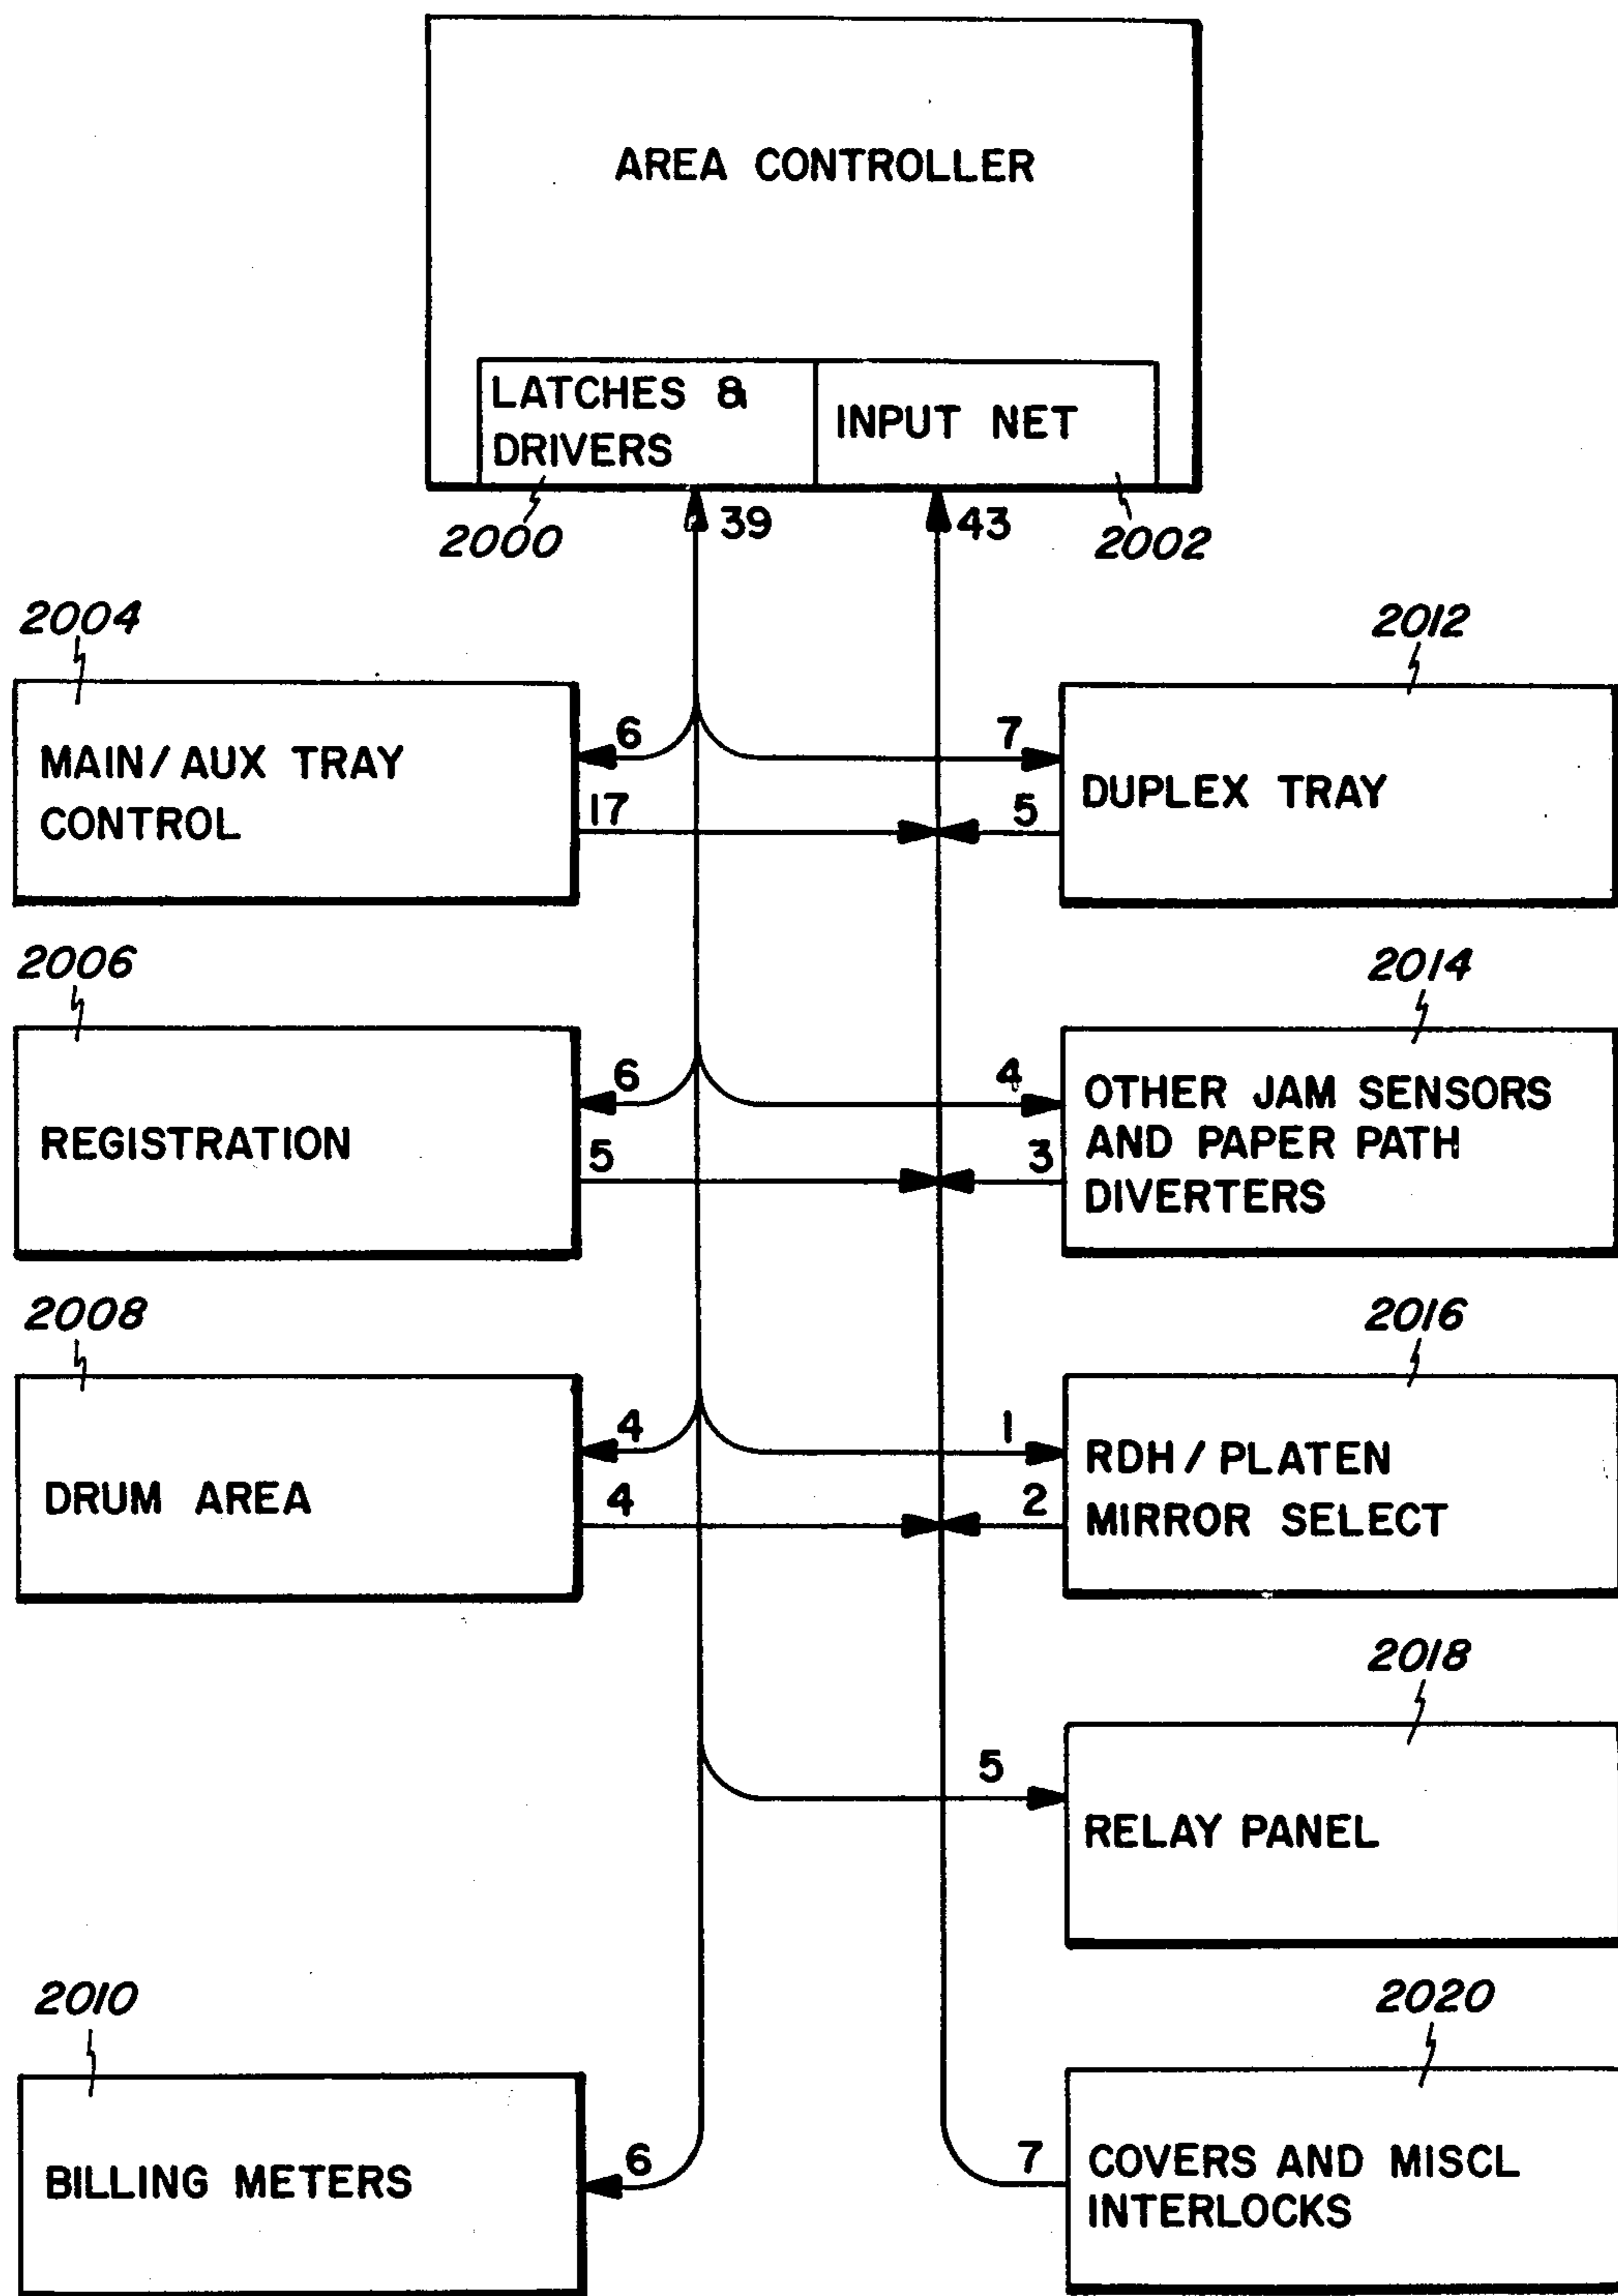 AREA CONTROLLER
LATCHES &
DRIVERS
INPUT NET
2000
39
43
2002
2004
2012
MAIN/AUX TRAY
CONTROL
6
7
17
5
DUPLEX TRAY
2006
2014
REGISTRATION
6
4
5
3
OTHER JAM SENSORS
AND PAPER PATH
DIVERTERS
2008
2016
DRUM AREA
4
1
4
2
RDH/PLATEN
MIRROR SELECT
2018
5
RELAY PANEL
2010
2020
BILLING METERS
6
7
COVERS AND MISCL
INTERLOCKS